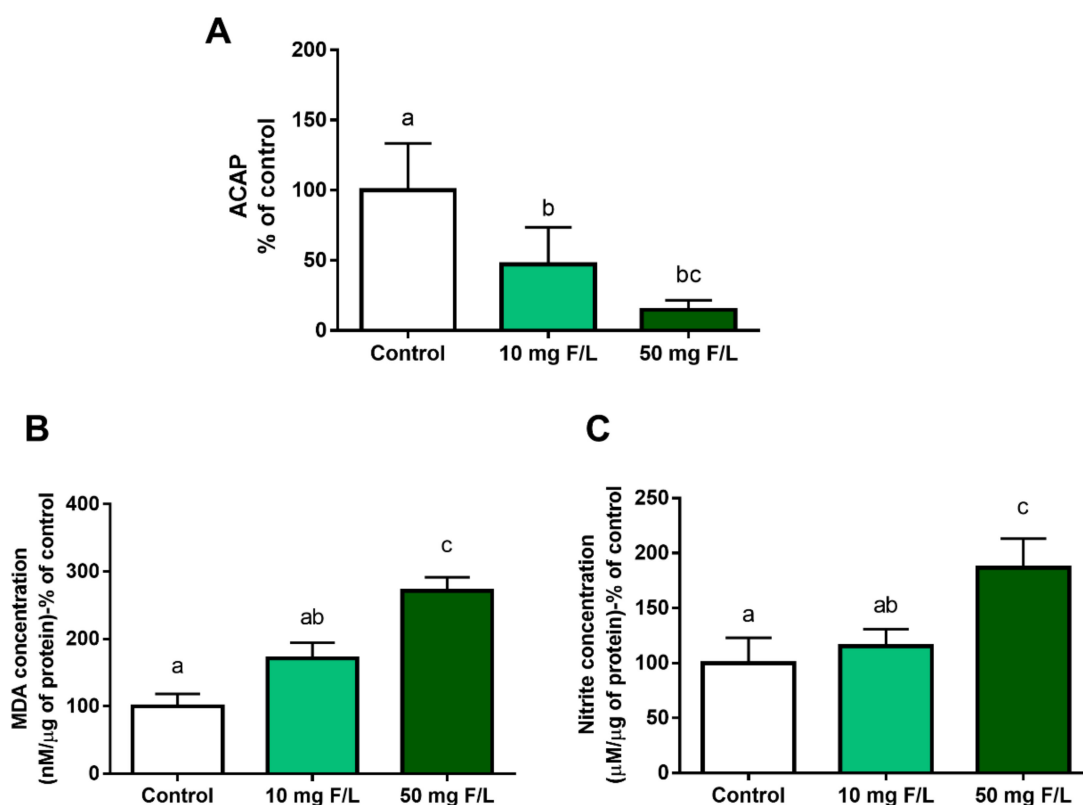 A
ACAP
% of control
200
150
100
50
0
a
b
bc
Control
10 mg F/L
50 mg F/L
B
MDA concentration
(nM/µg of protein)-% of control
400
300
200
100
0
a
ab
c
Control
10 mg F/L
50 mg F/L
C
Nitrite concentration
(µM/µg of protein)-% of control
250
200
150
100
50
0
a
ab
c
Control
10 mg F/L
50 mg F/L